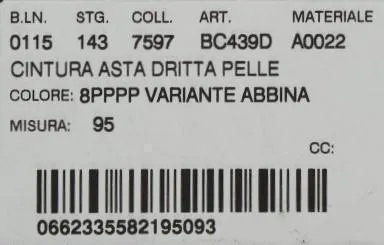 B.LN. STG. COLL. ART. MATERIALE
0115 143 7597 BC439D A0022
CINTURA ASTA DRITTA PELLE
COLORE: 8PPPP VARIANTE ABBINA
MISURA: 95
CC:
0662335582195093